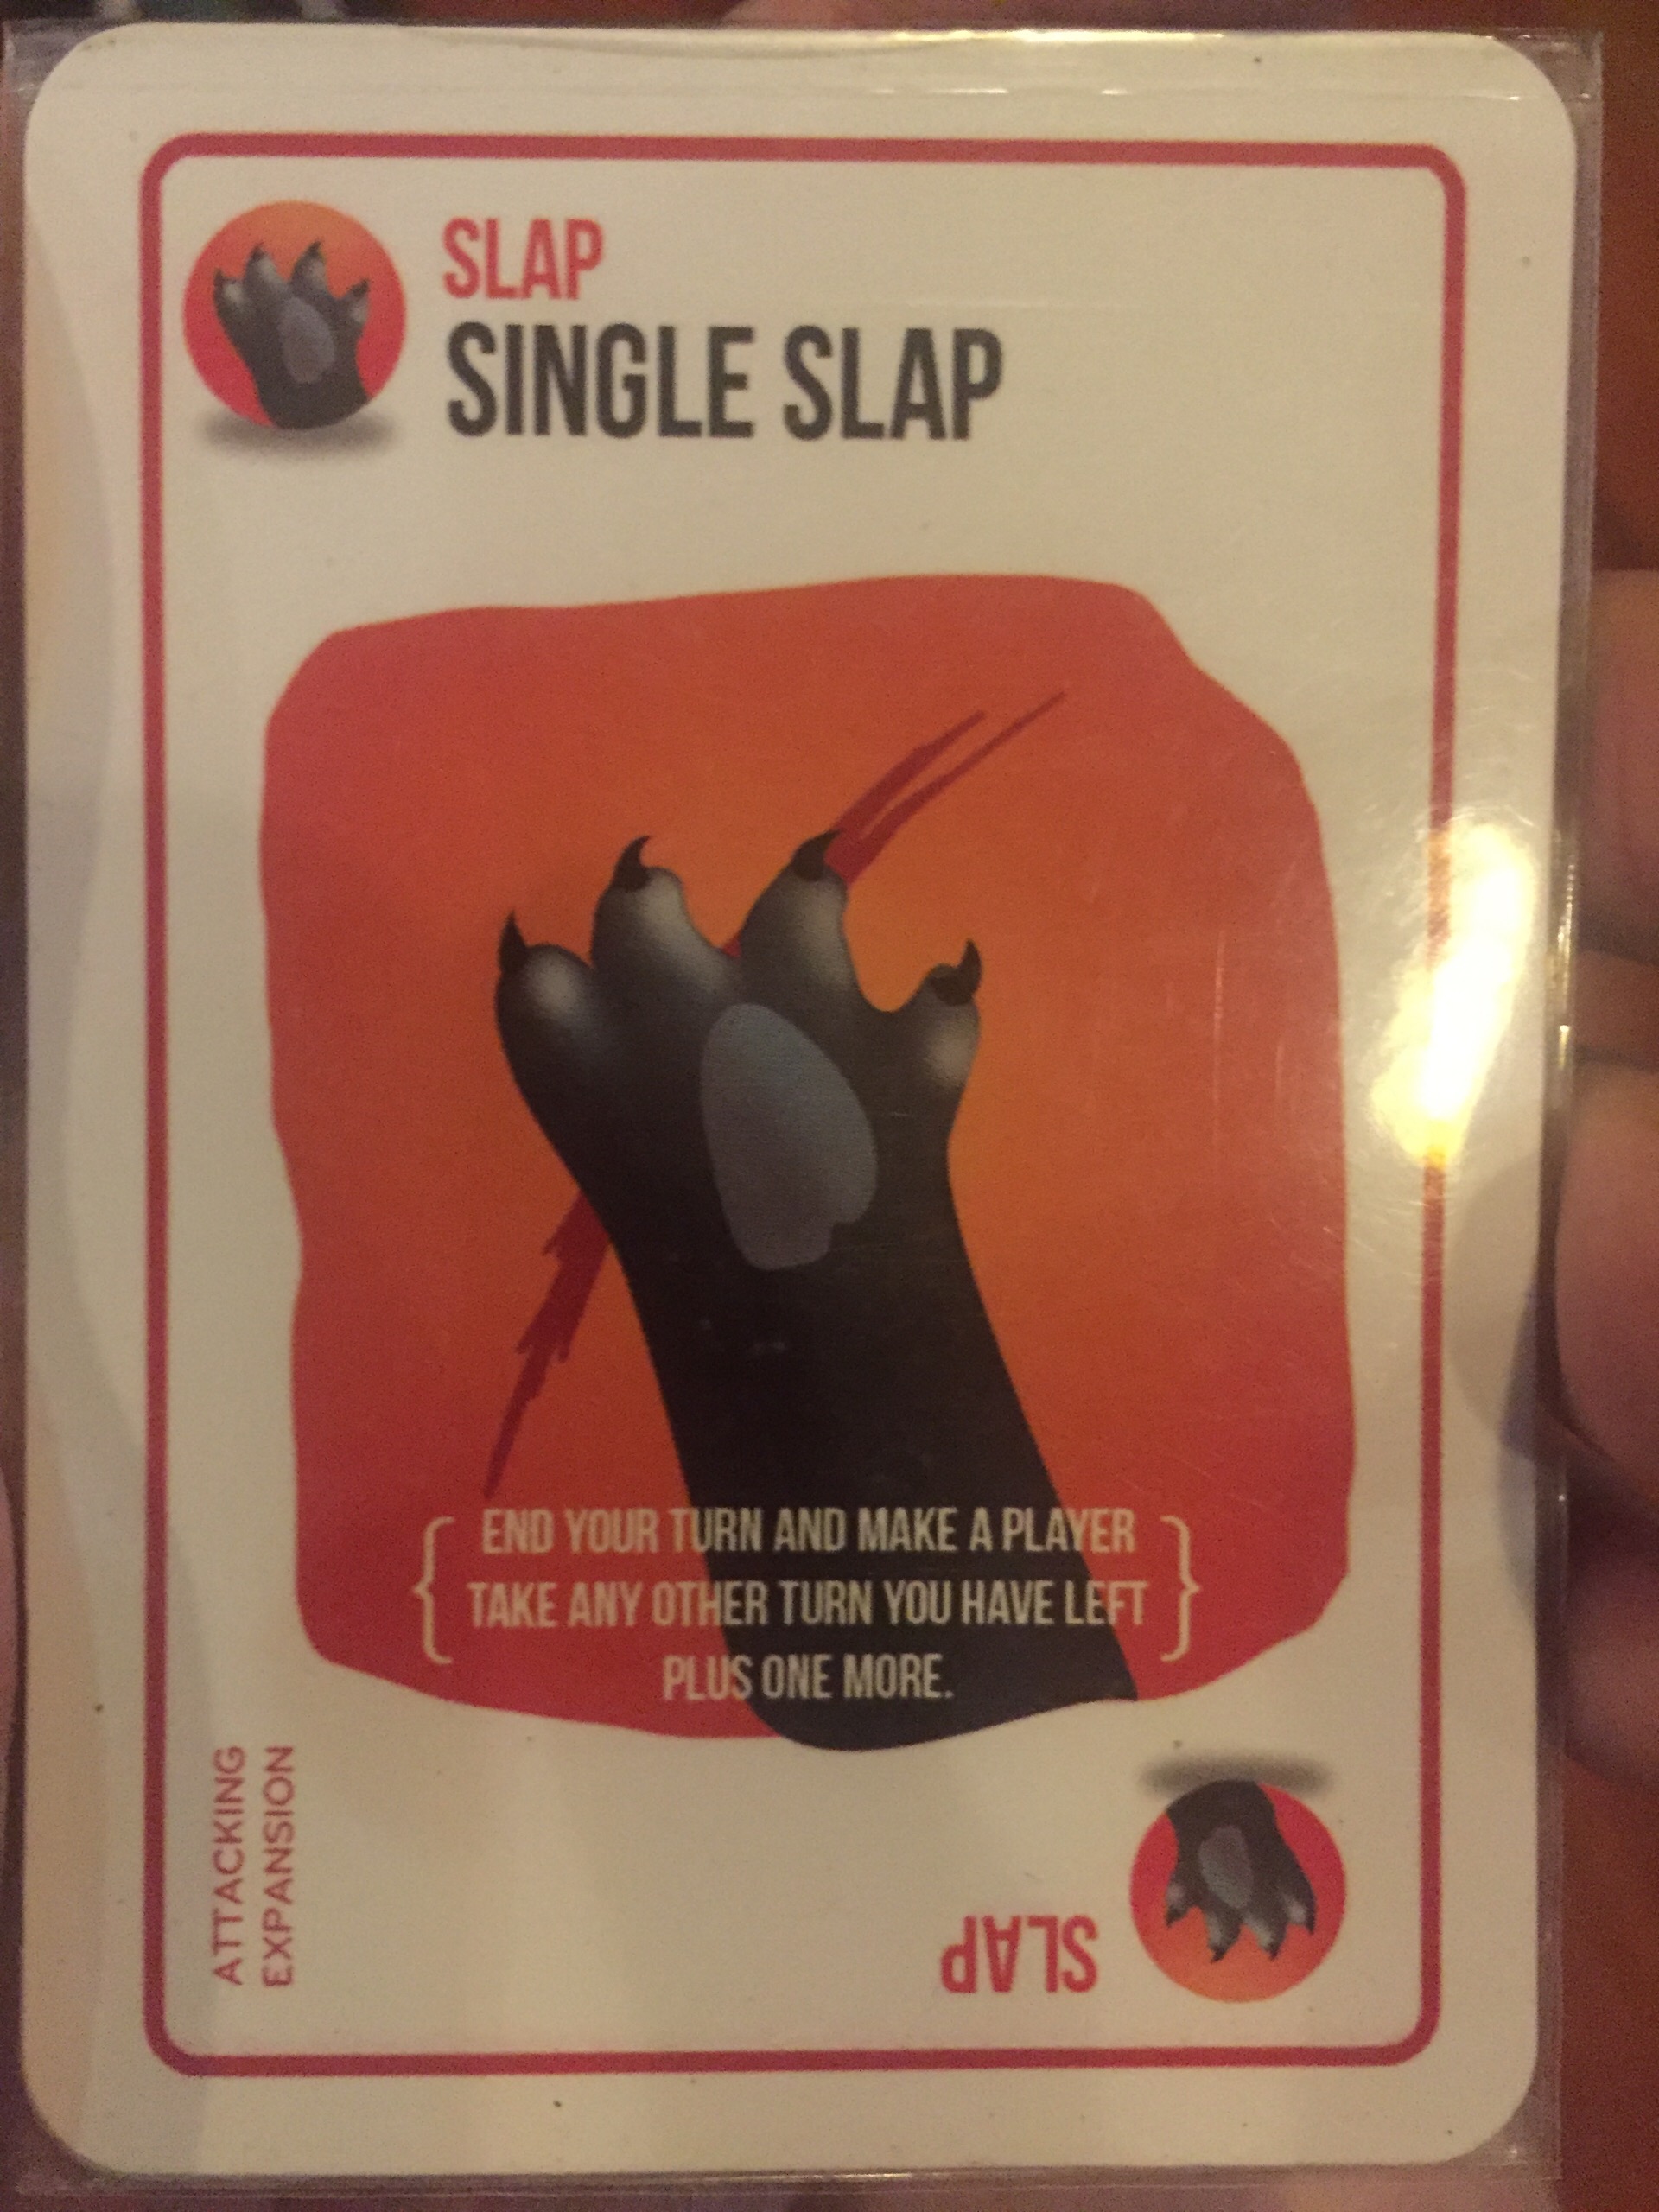 SLAP
SINGLE SLAP
END YOUR TURN AND MAKE A PLAYER
TAKE ANY OTHER TURN YOU HAVE LEFT
PLUS ONE MORE.
ATTACKING
EXPANSION
SLAP